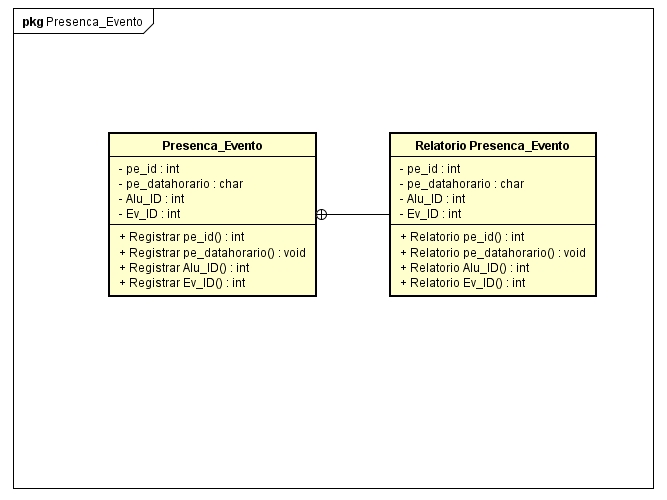 pkg Presenca_Evento
Presenca_Evento
- pe_id : int
- pe_datahorario : char
- Alu_ID : int
- Ev_ID : int
+ Registrar pe_id() : int
+ Registrar pe_datahorario() : void
+ Registrar Alu_ID() : int
+ Registrar Ev_ID() : int
Relatorio Presenca_Evento
- pe_id : int
- pe_datahorario : char
- Alu_ID : int
- Ev_ID : int
+ Relatorio pe_id() : int
+ Relatorio pe_datahorario() : void
+ Relatorio Alu_ID() : int
+ Relatorio Ev_ID() : int